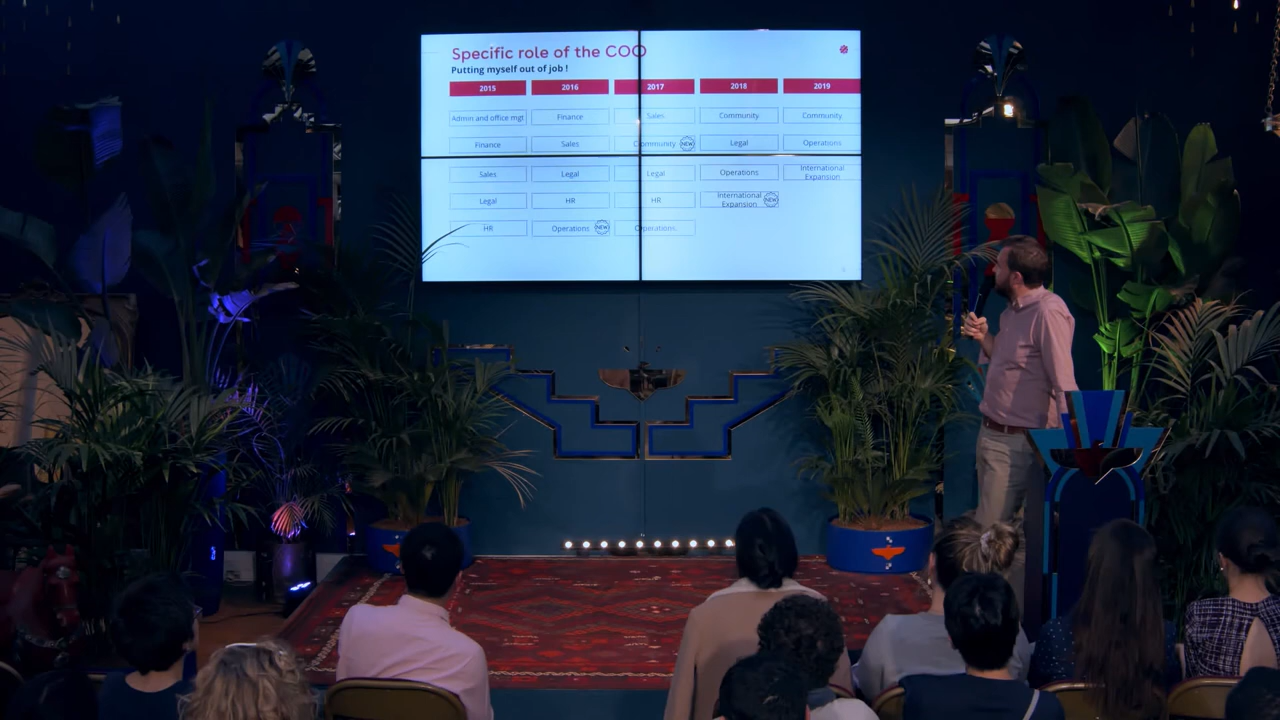 Specific role of the COO
Putting myself out of job !
2015 2016 2017 2018 2019
Admin and office mgt Finance Sales Community Community
Finance Sales Community NEW Legal Operations
Sales Legal Legal Operations International Expansion
Legal HR HR International Expansion NEW
HR Operations NEW Operations